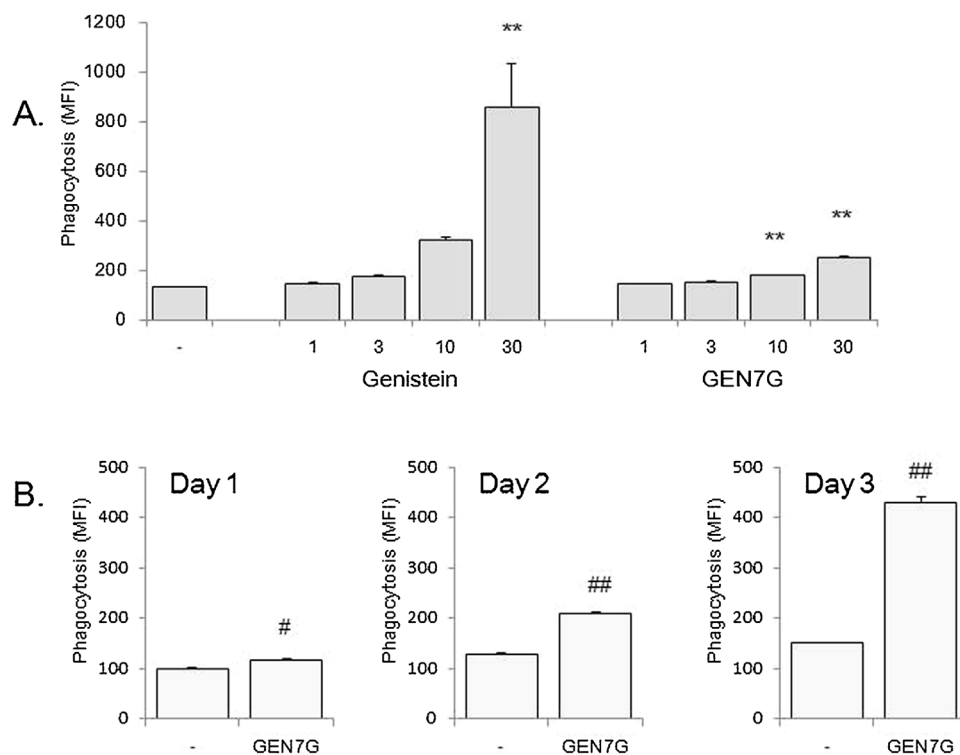 A.
Phagocytosis (MFI)
1200
1000
800
600
400
200
0
**
**
**
- 1 3 10 30 1 3 10 30
Genistein GEN7G
B.
Day 1
Phagocytosis (MFI)
500
400
300
200
100
0
#
- GEN7G
Day 2
Phagocytosis (MFI)
500
400
300
200
100
0
##
- GEN7G
Day 3
Phagocytosis (MFI)
500
400
300
200
100
0
##
- GEN7G